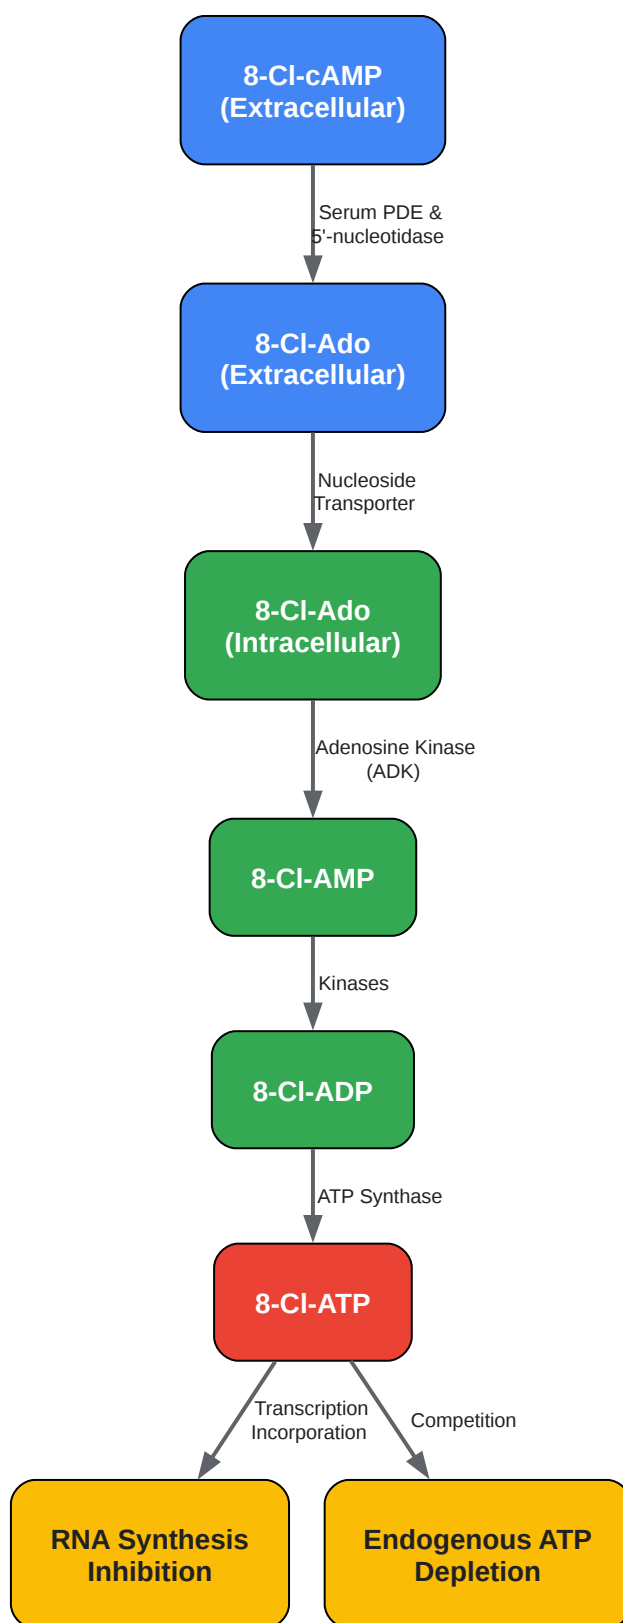 8-Cl-cAMP
(Extracellular)
Serum PDE &
5'-nucleotidase
8-Cl-Ado
(Extracellular)
Nucleoside
Transporter
8-Cl-Ado
(Intracellular)
Adenosine Kinase
(ADK)
8-Cl-AMP
Kinases
8-Cl-ADP
ATP Synthase
8-Cl-ATP
Transcription
Incorporation
Competition
RNA Synthesis
Inhibition
Endogenous ATP
Depletion